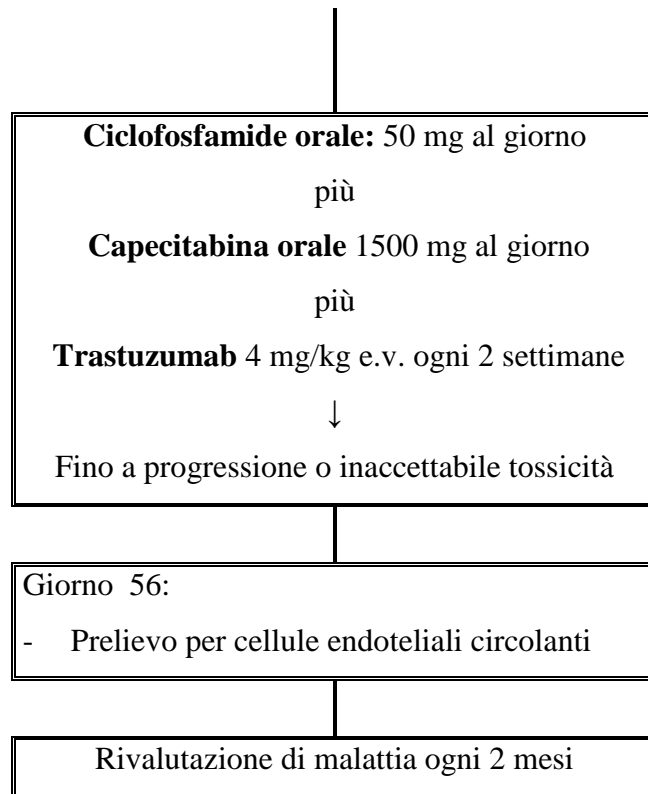 Ciclofosfamide orale: 50 mg al giorno
più
Capecitabina orale 1500 mg al giorno
più
Trastuzumab 4 mg/kg e.v. ogni 2 settimane
↓
Fino a progressione o inaccettabile tossicità
Giorno 56:
- Prelievo per cellule endoteliali circolanti
Rivalutazione di malattia ogni 2 mesi